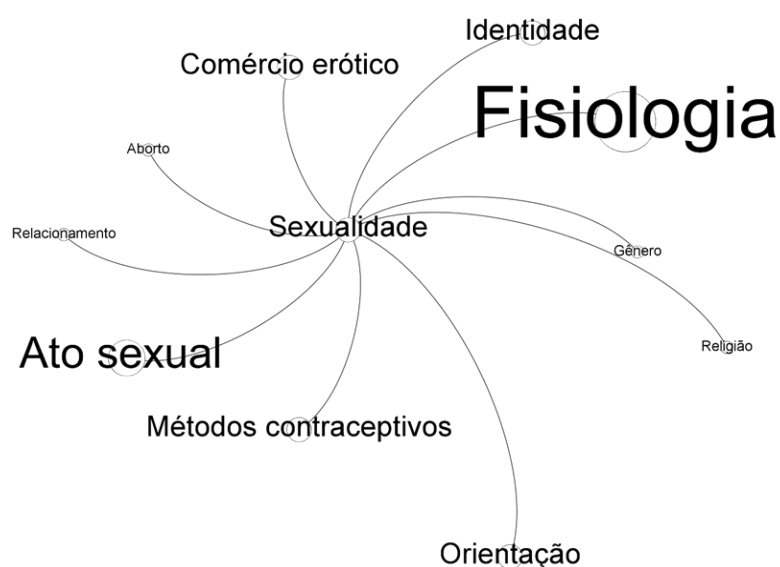 Identidade
Comércio erótico
Fisiologia
Aborto
Sexualidade
Relacionamento
Gênero
Religião
Ato sexual
Métodos contraceptivos
Orientação